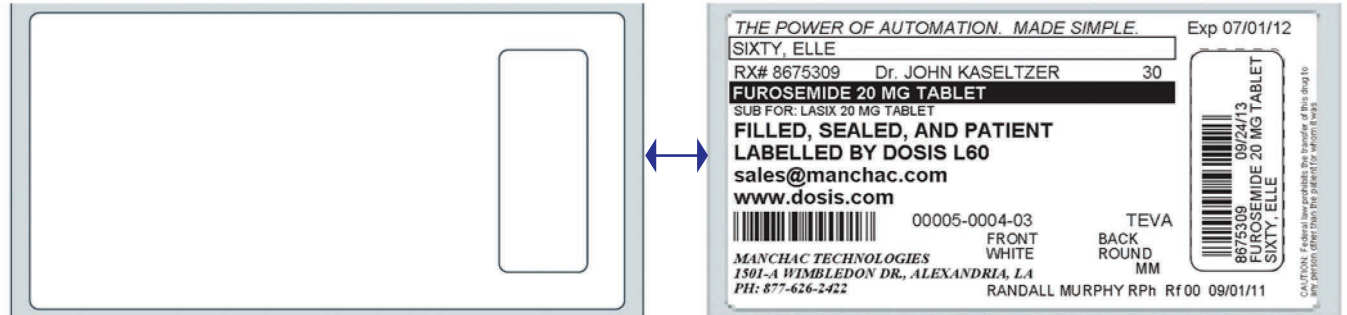 THE POWER OF AUTOMATION. MADE SIMPLE.
Exp 07/01/12
SIXTY, ELLE
RX# 8675309 Dr. JOHN KASELTZER 30
FUROSEMIDE 20 MG TABLET
SUB FOR: LASIX 20 MG TABLET
FILLED, SEALED, AND PATIENT
LABELLED BY DOSIS L60
sales@manchac.com
www.dosis.com
00005-0004-03 TEVA
FRONT BACK
WHITE ROUND
MM
MANCHAC TECHNOLOGIES
1501-A WIMBLEDON DR., ALEXANDRIA, LA
PH: 877-626-2422
RANDALL MURPHY RPh Rf 00 09/01/11
8675309 09/24/13
FUROSEMIDE 20 MG TABLET
SIXTY, ELLE
CAUTION: Federal law prohibits the transfer of this drug to
any person other than the patient for whom it was